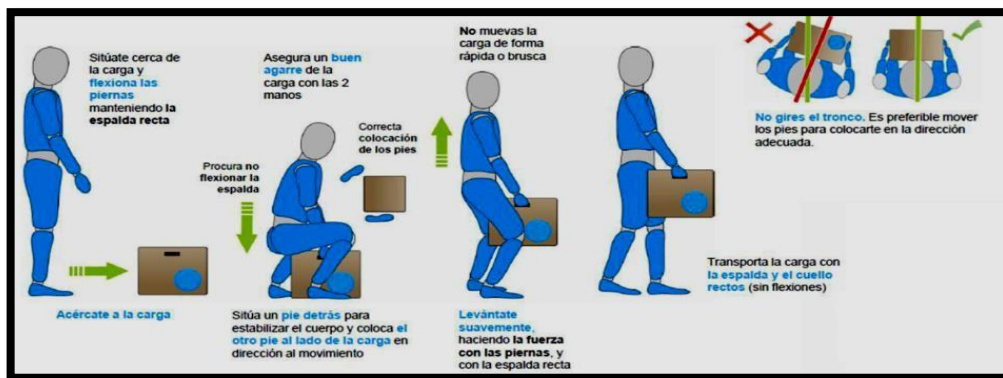 Sitúate cerca de
la carga y
flexiona las
piernas
manteniendo la
espalda recta
Acércate a la carga
Asegura un buen
agarre de la
carga con las 2
manos
Procura no
flexionar la
espalda
Correcta
colocación
de los pies
Sitúa un pie detrás para
estabilizar el cuerpo y coloca el
otro pie al lado de la carga en
dirección al movimiento
No muevas la
carga de forma
rápida o brusca
Levántate
suavemente,
haciendo la fuerza
con las piernas, y
con la espalda recta
No gires el tronco. Es preferible mover
los pies para colocarte en la dirección
adecuada.
Transporta la carga con
la espalda y el cuello
rectos (sin flexiones)